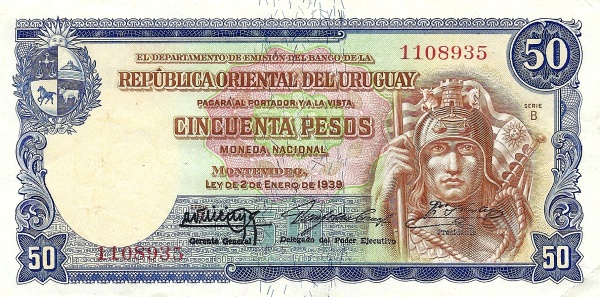 50
EL DEPARTAMENTO DE EMISIÓN DEL BANCO DE LA
1108935
REPÚBLICA ORIENTAL DEL URUGUAY
PAGARÁ AL PORTADOR Y A LA VISTA
SERIE
B
CINCUENTA PESOS
MONEDA NACIONAL
MONTEVIDEO,
LEY DE 2 DE ENERO DE 1939
1108935
Gerente General
Delegado del Poder Ejecutivo
Presidente
50
50